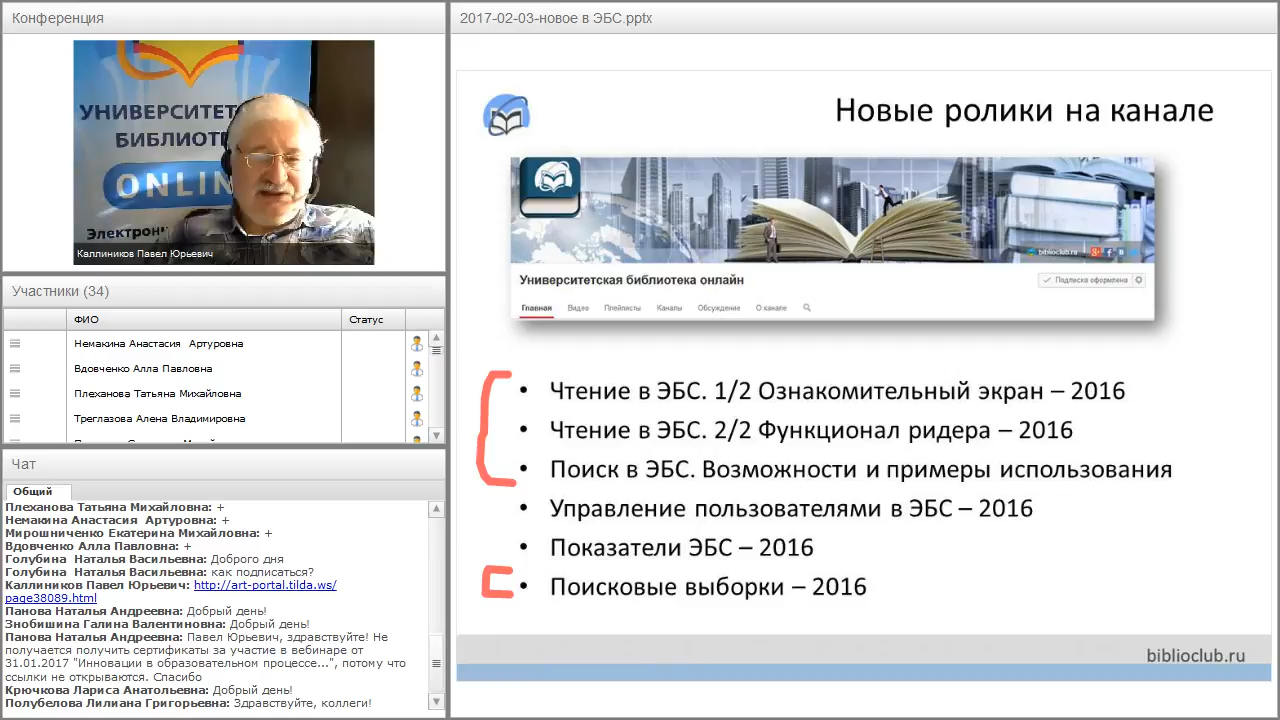 Конференция
УНИВЕРСИТЕТ
БИБЛИОТ
ONLIN
Электрон
Каллиников Павел Юрьевич
Участники (34)
ФИО Статус
Немакина Анастасия Артуровна
Вдовченко Алла Павловна
Плеханова Татьяна Михайловна
Треглазова Алена Владимировна
Чат
Общий
Плеханова Татьяна Михайловна: +
Немакина Анастасия Артуровна: +
Мирошниченко Екатерина Михайловна: +
Вдовченко Алла Павловна: +
Голубина Наталья Васильевна: Доброго дня
Голубина Наталья Васильевна: как подписаться?
Каллиников Павел Юрьевич: http://art-portal.tilda.ws/
page38089.html
Панова Наталья Андреевна: Добрый день!
Знобишина Галина Валентиновна: Добрый день!
Панова Наталья Андреевна: Павел Юрьевич, здравствуйте! Не
получается получить сертификаты за участие в вебинаре от
31.01.2017 "Инновации в образовательном процессе...", потому что
ссылки не открываются. Спасибо
Крючкова Лариса Анатольевна: Добрый день!
Полубелова Лилиана Григорьевна: Здравствуйте, коллеги!
2017-02-03-новое в ЭБС.pptx
Новые ролики на канале
biblioclub.ru
Университетская библиотека онлайн
Подписка оформлена
Главная Видео Плейлисты Каналы Обсуждение О канале
• Чтение в ЭБС. 1/2 Ознакомительный экран – 2016
• Чтение в ЭБС. 2/2 Функционал ридера – 2016
• Поиск в ЭБС. Возможности и примеры использования
• Управление пользователями в ЭБС – 2016
• Показатели ЭБС – 2016
• Поисковые выборки – 2016
biblioclub.ru